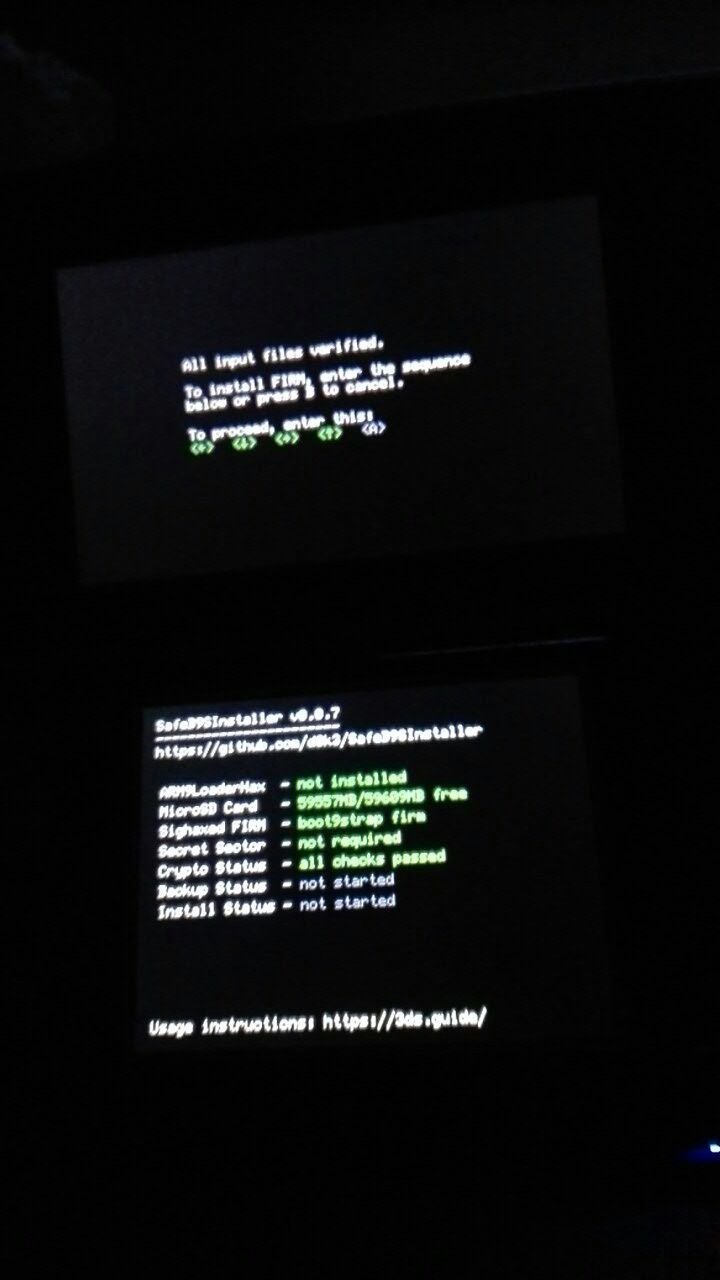 All input files verified.
To install FIRM, enter the sequence
below or press B to cancel.
To proceed, enter this:
<↓> <↑> <A>
SafeB9SInstaller v0.0.7
https://github.com/d0k3/SafeB9SInstaller
ARM9LoaderHax - not installed
MicroSD Card - 59557MB/59609MB free
Sighaxed FIRM - boot9strap firm
Secret Sector - not required
Crypto Status - all checks passed
Backup Status - not started
Install Status - not started
Usage instructions: https://3ds.guide/